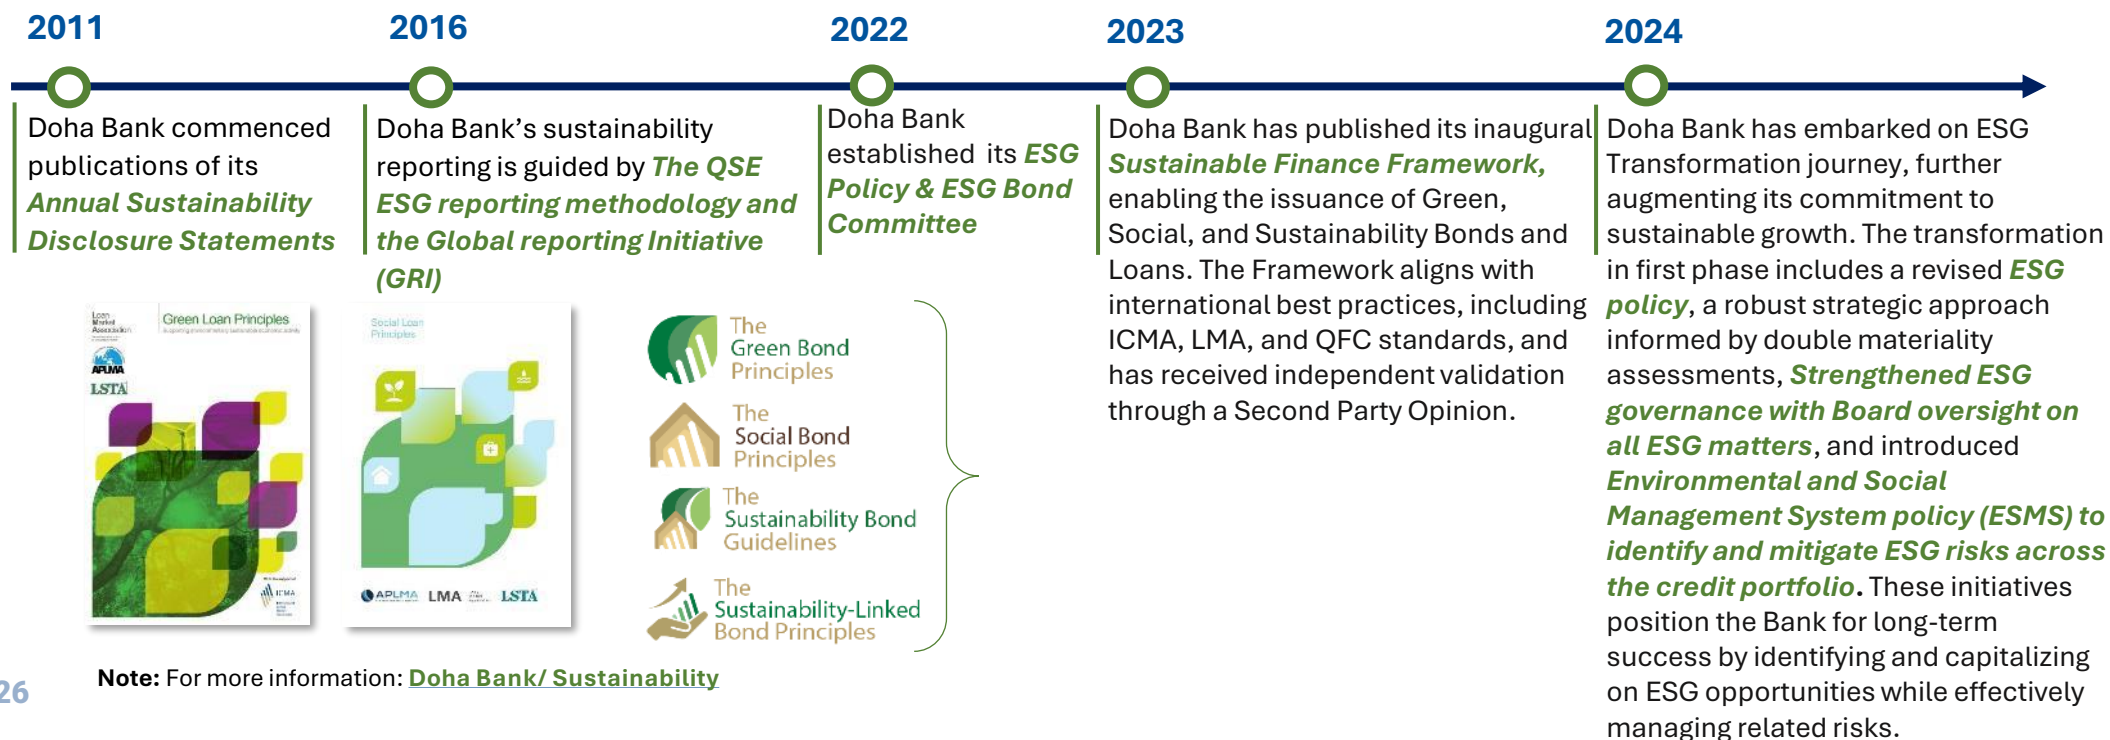 2011
Doha Bank commenced
publications of its
Annual Sustainability
Disclosure Statements
2016
Doha Bank's sustainability
reporting is guided by The QSE
ESG reporting methodology and
the Global reporting Initiative
(GRI)
2022
Doha Bank
established its ESG
Policy & ESG Bond
Committee
2023
Doha Bank has published its inaugural
Sustainable Finance Framework,
enabling the issuance of Green,
Social, and Sustainability Bonds and
Loans. The Framework aligns with
international best practices, including
ICMA, LMA, and QFC standards, and
has received independent validation
through a Second Party Opinion.
2024
Doha Bank has embarked on ESG
Transformation journey, further
augmenting its commitment to
sustainable growth. The transformation
in first phase includes a revised ESG
policy, a robust strategic approach
informed by double materiality
assessments, Strengthened ESG
governance with Board oversight on
all ESG matters, and introduced
Environmental and Social
Management System policy (ESMS) to
identify and mitigate ESG risks across
the credit portfolio. These initiatives
position the Bank for long-term
success by identifying and capitalizing
on ESG opportunities while effectively
managing related risks.
Loan
Market
Association
Green Loan Principles
APLMA
LSTA
ICMA
Social Loan
Principles
APLMA LMA LSTA
The
Green Bond
Principles
The
Social Bond
Principles
The
Sustainability Bond
Guidelines
The
Sustainability-Linked
Bond Principles
Note: For more information: Doha Bank/ Sustainability
26